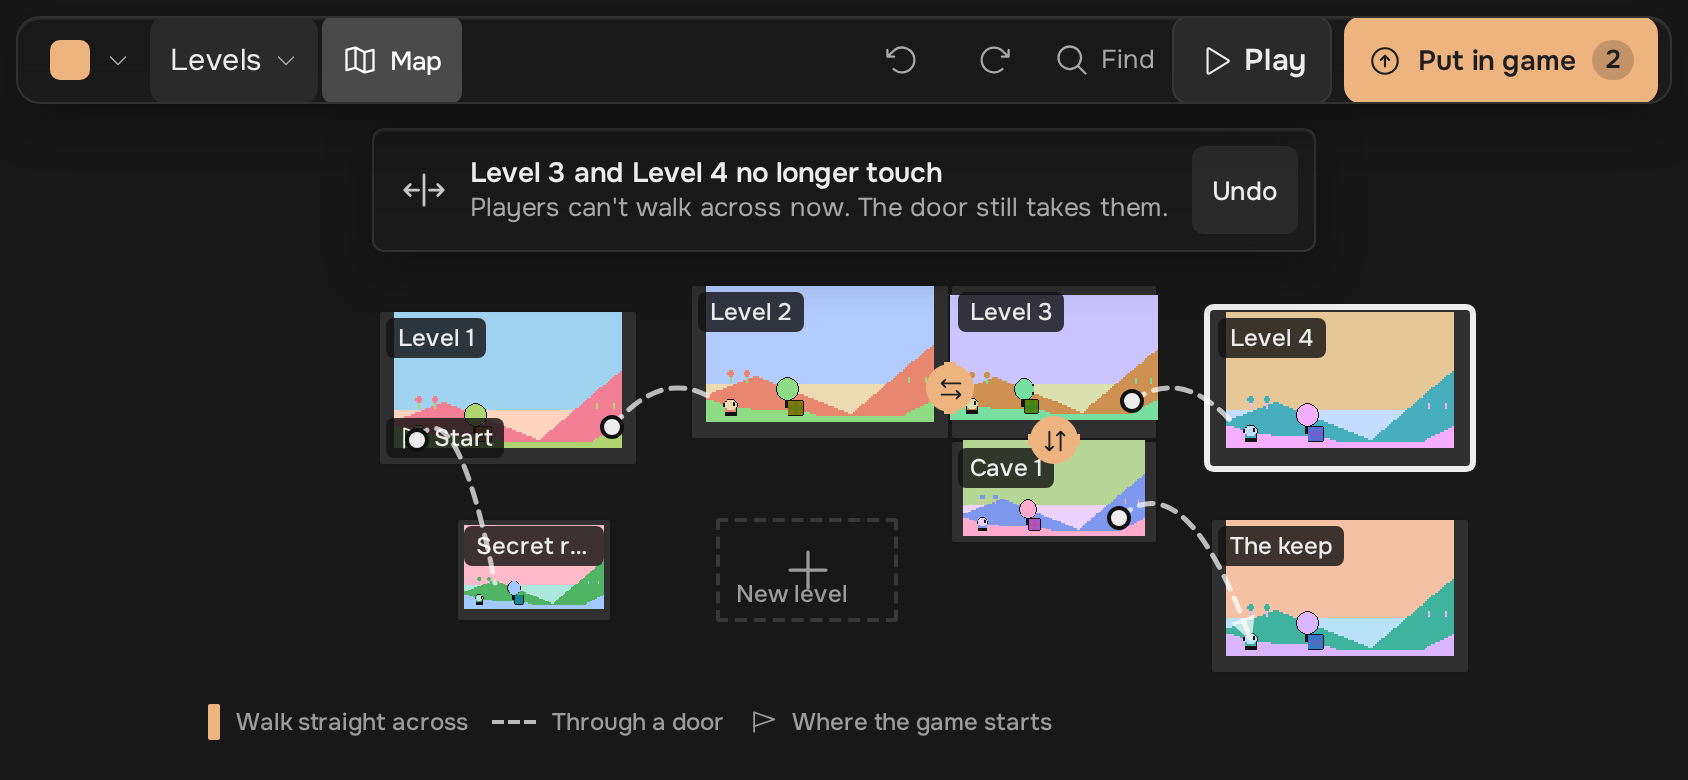 Levels
Map
Find
Play
Put in game 2
Level 3 and Level 4 no longer touch
Players can't walk across now. The door still takes them.
Undo
Level 1
Level 2
Level 3
Level 4
Start
Cave 1
Secret r...
New level
The keep
Walk straight across
Through a door
Where the game starts